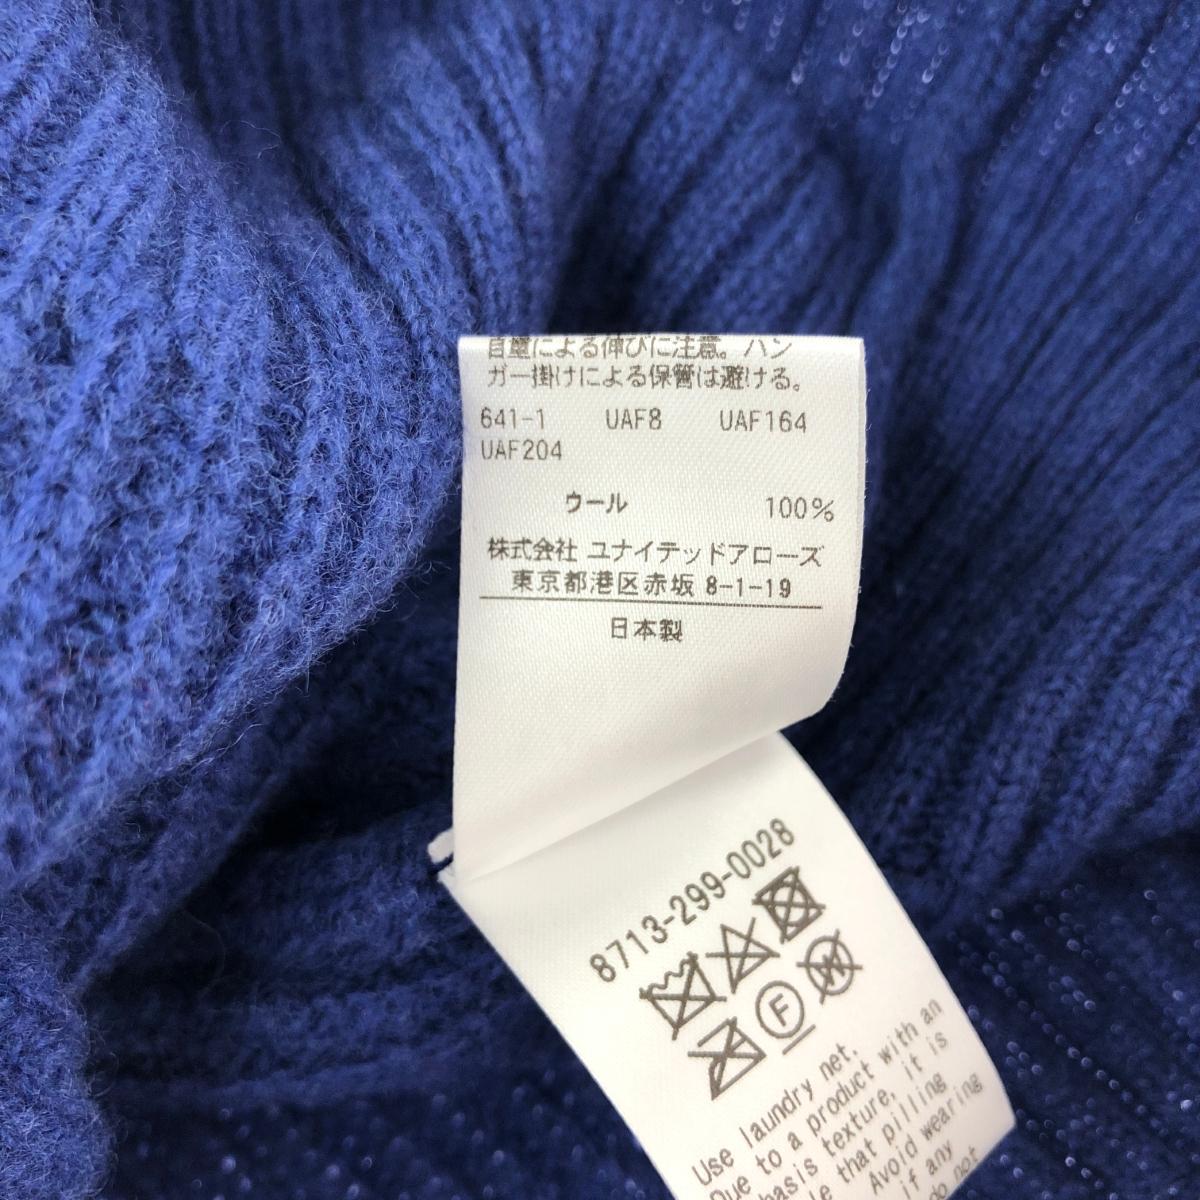 自重による伸びに注意。ハン
ガー掛けによる保管は避ける。
641-1 UAF8 UAF164
UAF204
ウール 100%
株式会社 ユナイテッドアローズ
東京都港区赤坂 8-1-19
日本製
8713-299-0028
F
W
Use laundry net.
Due to a product with an
basis texture, it is
that pilling
Avoid wearing
if any
not